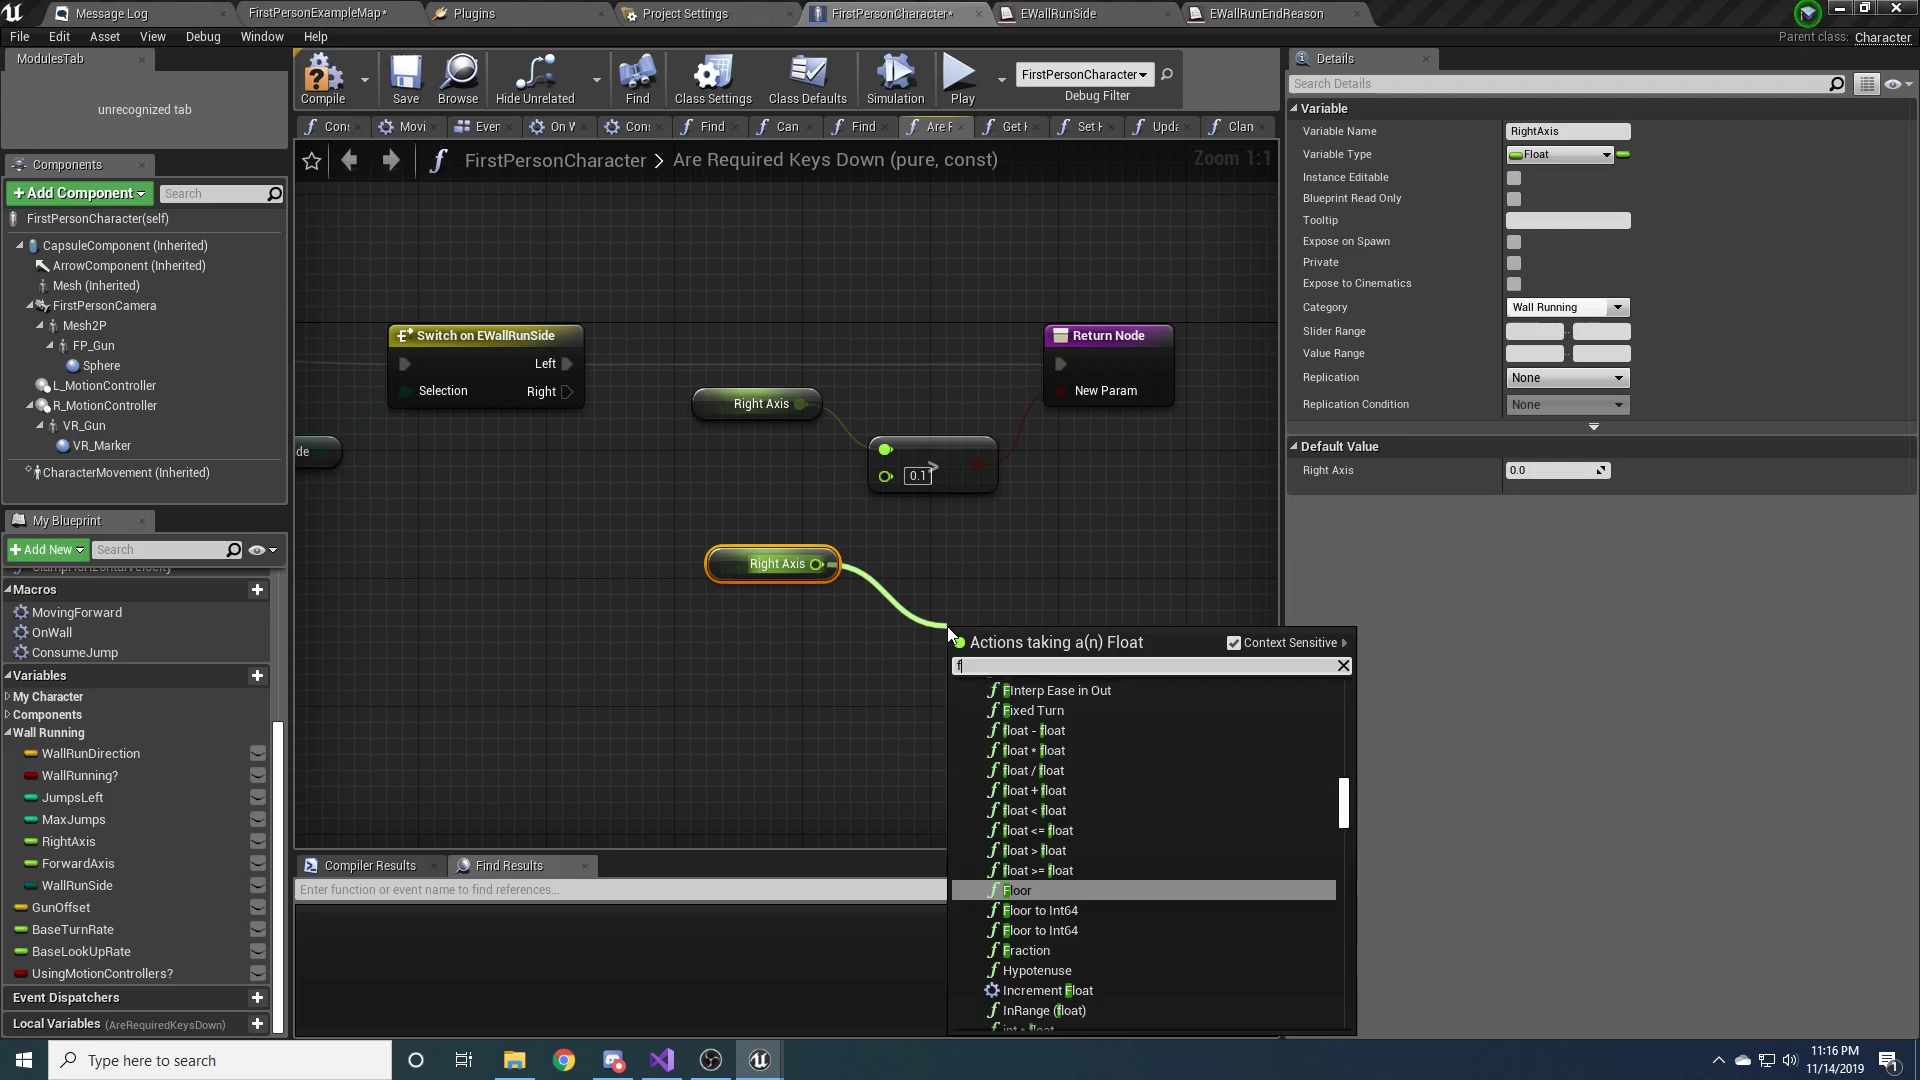 Message Log
FirstPersonExampleMap*
Plugins
Project Settings
FirstPersonCharacter*
EWallRunSide
EWallRunEndReason
File
Edit
Asset
View
Debug
Window
Help
Parent class: Character
ModulesTab
unrecognized tab
Compile
Save
Browse
Hide Unrelated
Find
Class Settings
Class Defaults
Simulation
Play
FirstPersonCharacter
Debug Filter
Movi
On W
Find
Can
Find
Are F
FirstPersonCharacter > Are Required Keys Down (pure, const)
Zoom 1:1
Components
+Add Component
Search
FirstPersonCharacter(self)
CapsuleComponent (Inherited)
ArrowComponent (Inherited)
Mesh (Inherited)
FirstPersonCamera
Mesh2P
FP_Gun
Sphere
L_MotionController
R_MotionController
VR_Gun
VR_Marker
CharacterMovement (Inherited)
My Blueprint
+Add New
Search
Macros
MovingForward
OnWall
ConsumeJump
Variables
My Character
Components
Wall Running
WallRunDirection
WallRunning?
JumpsLeft
MaxJumps
RightAxis
ForwardAxis
WallRunSide
GunOffset
BaseTurnRate
BaseLookUpRate
UsingMotionControllers?
Event Dispatchers
Local Variables (AreRequiredKeysDown)
Switch on EWallRunSide
Left
Selection
Right
de
Right Axis
0.1
>
Return Node
New Param
Right Axis
Actions taking a(n) Float
Context Sensitive
f
FInterp Ease in Out
Fixed Turn
float - float
float * float
float / float
float + float
float < float
float <= float
float > float
float >= float
Floor
Floor to Int64
Floor to Int64
Fraction
Hypotenuse
Increment Float
InRange (float)
Compiler Results
Find Results
Enter function or event name to find references...
Details
Search Details
Variable
Variable Name
RightAxis
Variable Type
Float
Instance Editable
Blueprint Read Only
Tooltip
Expose on Spawn
Private
Expose to Cinematics
Category
Wall Running
Slider Range
Value Range
Replication
None
Replication Condition
None
Default Value
Right Axis
0.0
Type here to search
11:16 PM
11/14/2019
1